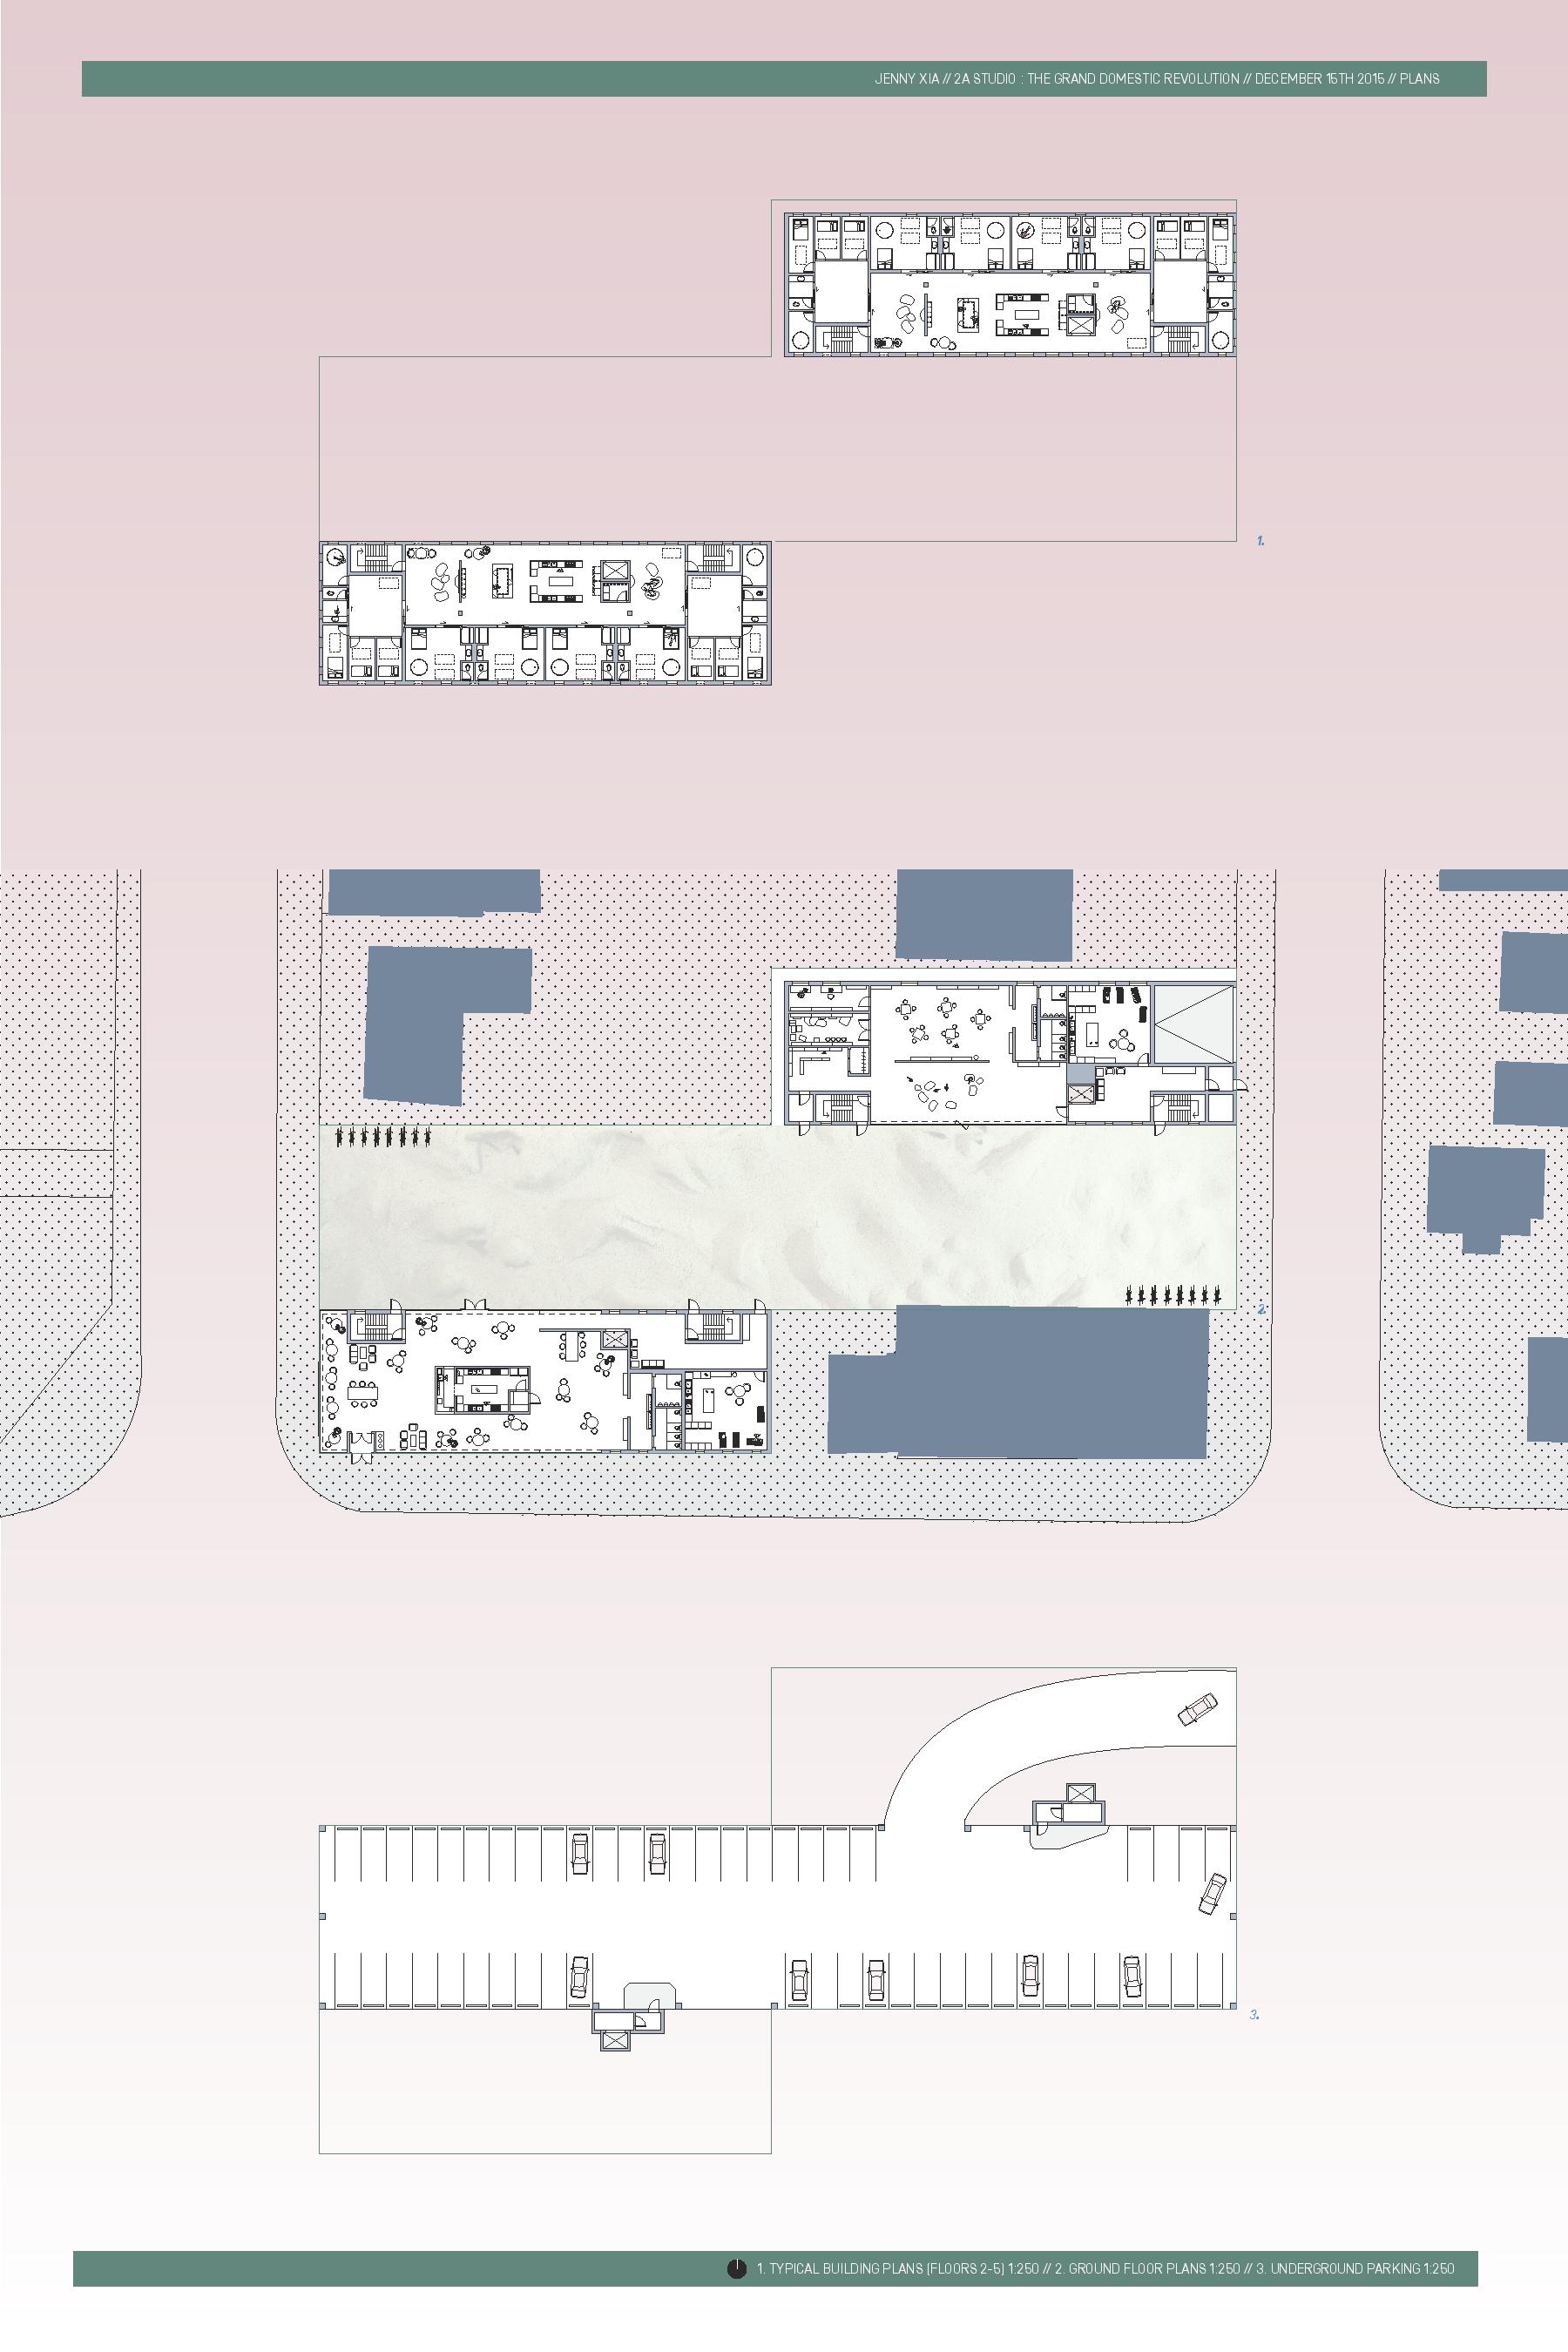 JENNY XIA // 2A STUDIO : THE GRAND DOMESTIC REVOLUTION // DECEMBER 15TH 2015 // PLANS
1.
2.
3.
1. TYPICAL BUILDING PLANS (FLOORS 2-5) 1:250 // 2. GROUND FLOOR PLANS 1:250 // 3. UNDERGROUND PARKING 1:250